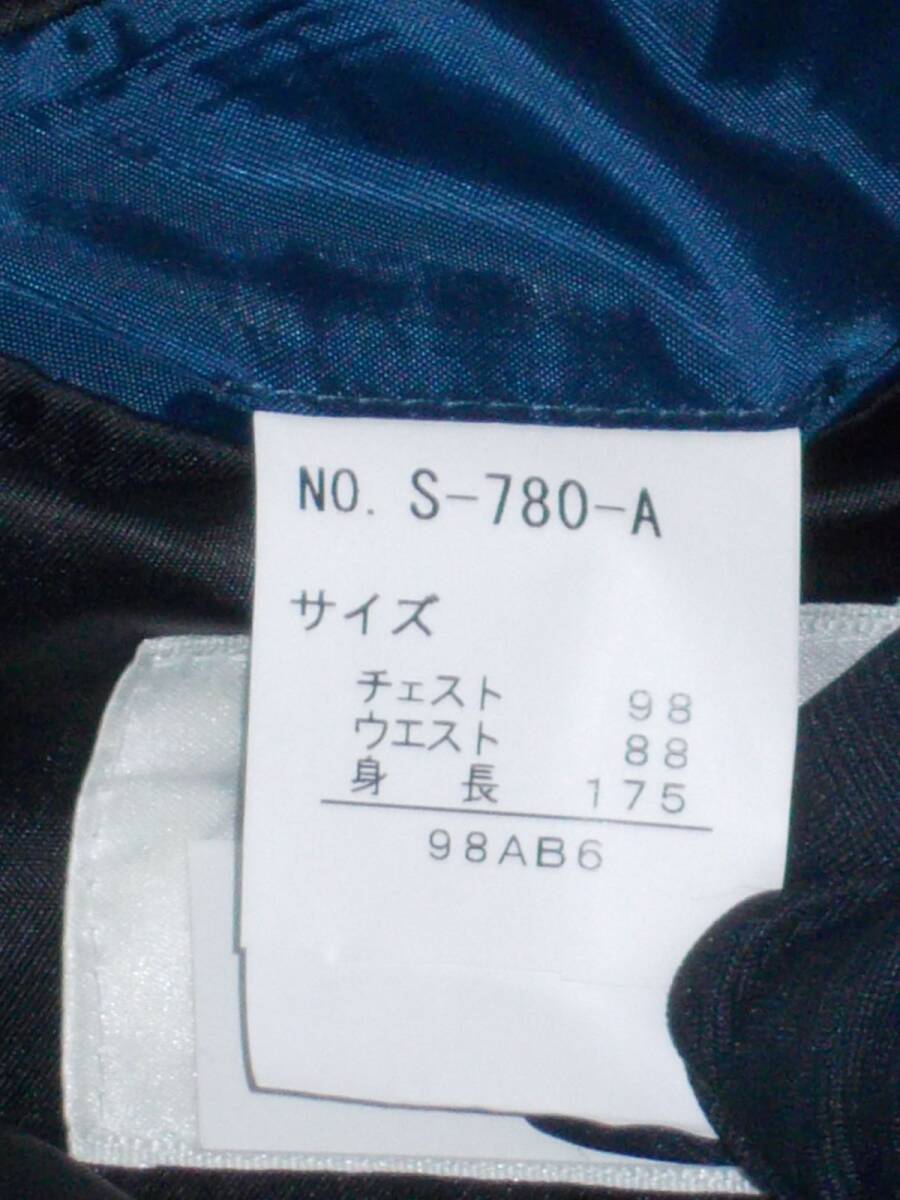 NO. S-780-A
サイズ
チェスト 98
ウエスト 88
身長 175
98AB6